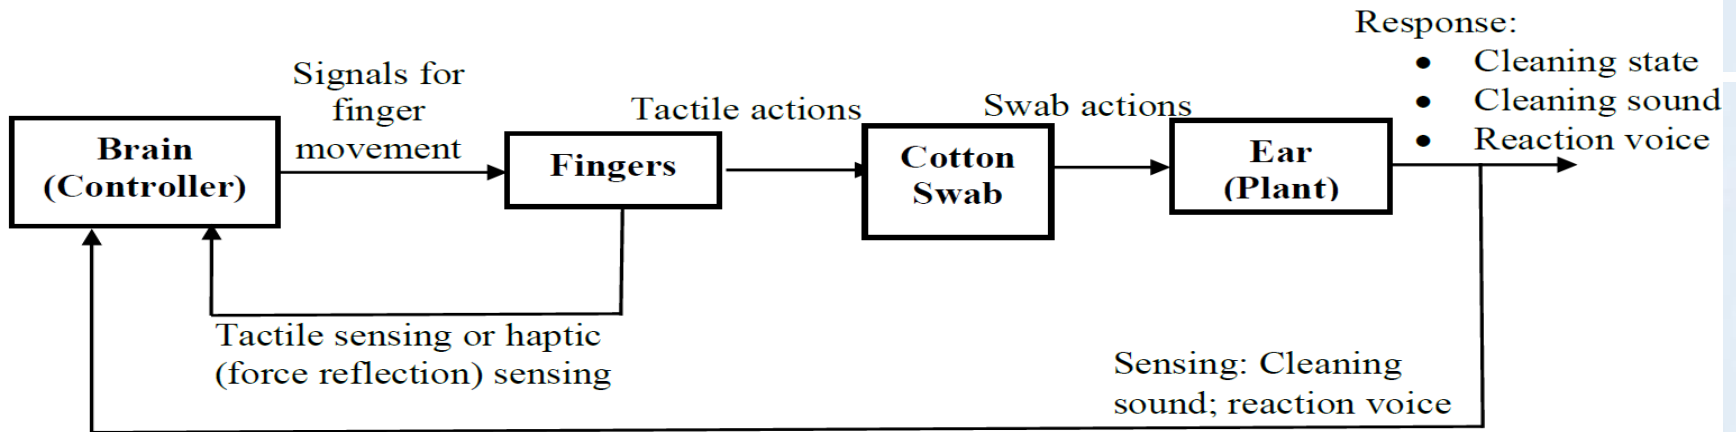 Response:
• Cleaning state
• Cleaning sound
• Reaction voice
Signals for
finger
movement
Tactile actions
Swab actions
Brain
(Controller)
Fingers
Cotton
Swab
Ear
(Plant)
Tactile sensing or haptic
(force reflection) sensing
Sensing: Cleaning
sound; reaction voice